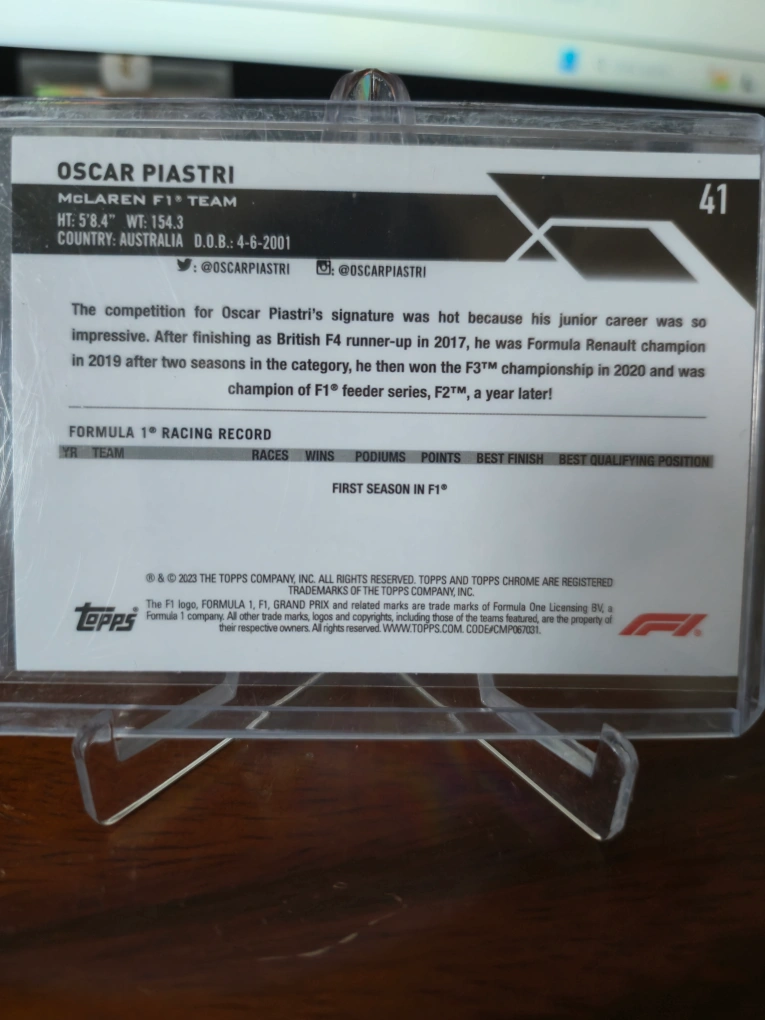 OSCAR PIASTRI
McLAREN F1® TEAM
41
HT: 5'8.4" WT: 154.3
COUNTRY: AUSTRALIA D.O.B.: 4-6-2001
: @OSCARPIASTRI : @OSCARPIASTRI
The competition for Oscar Piastri's signature was hot because his junior career was so
impressive. After finishing as British F4 runner-up in 2017, he was Formula Renault champion
in 2019 after two seasons in the category, he then won the F3™ championship in 2020 and was
champion of F1® feeder series, F2™, a year later!
FORMULA 1® RACING RECORD
YR TEAM RACES WINS PODIUMS POINTS BEST FINISH BEST QUALIFYING POSITION
FIRST SEASON IN F1®
® & © 2023 THE TOPPS COMPANY, INC. ALL RIGHTS RESERVED. TOPPS AND TOPPS CHROME ARE REGISTERED
TRADEMARKS OF THE TOPPS COMPANY, INC.
Topps®
The F1 logo, FORMULA 1, F1, GRAND PRIX and related marks are trade marks of Formula One Licensing BV, a
Formula 1 company. All other trade marks, logos and copyrights, including those of the teams featured, are the property of
their respective owners. All rights reserved. WWW.TOPPS.COM. CODE#CMP067031.
F1®